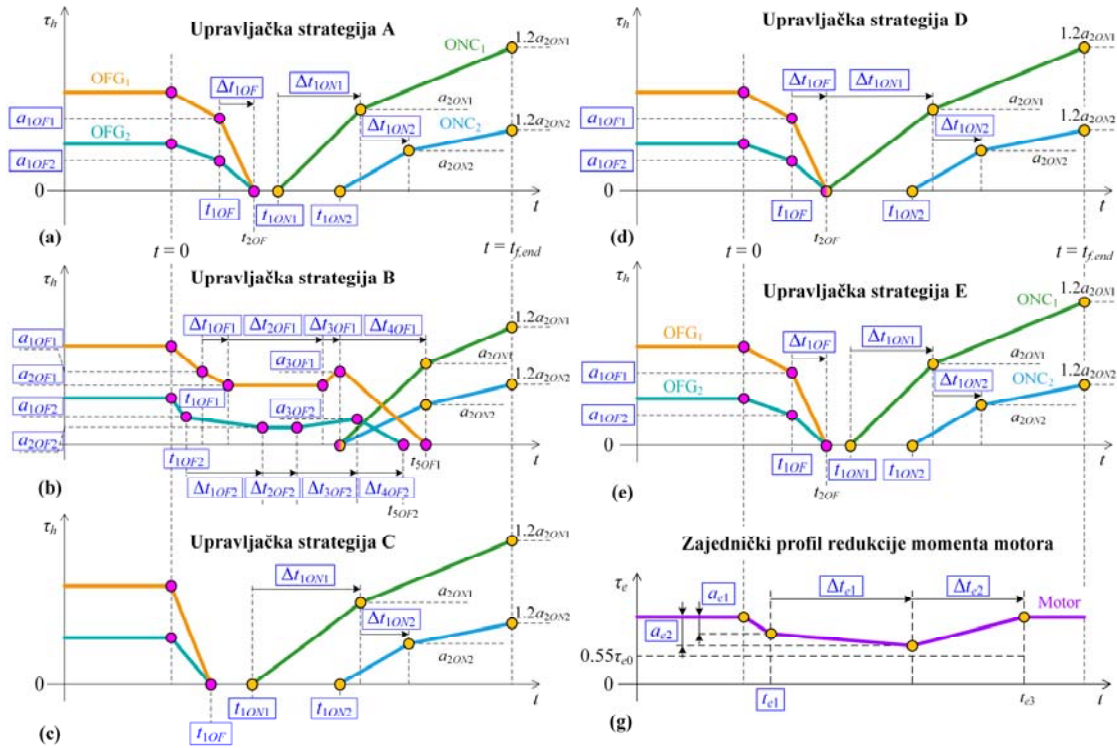 τh
Upravljačka strategija A
OFG1
ONC1
1.2a2ON1
Δt1OF
Δt1ON1
a1OF1
a2ON1
OFG2
Δt1ON2
ONC2
1.2a2ON2
a1OF2
a2ON2
0
t1OF
t1ON1
t1ON2
t
t2OF
(a)
t = 0
t = tf,end
τh
Upravljačka strategija B
1.2a2ON1
Δt1OF1
Δt2OF1
Δt3OF1
Δt4OF1
a1OF1
a3OF1
a2ON1
a2OF1
1.2a2ON2
t1OF1
a1OF2
a3OF2
a2ON2
a2OF2
t1OF2
t5OF1
t
Δt1OF2
Δt2OF2
Δt3OF2
Δt4OF2
t5OF2
(b)
τh
Upravljačka strategija C
1.2a2ON1
Δt1ON1
a2ON1
Δt1ON2
1.2a2ON2
a2ON2
0
t1ON1
t1ON2
t
t1OF
(c)
τh
Upravljačka strategija D
1.2a2ON1
Δt1OF
Δt1ON1
a1OF1
a2ON1
Δt1ON2
1.2a2ON2
a1OF2
a2ON2
0
t1OF
t1ON2
t
t2OF
(d)
t = 0
t = tf,end
τh
Upravljačka strategija E
ONC1
1.2a2ON1
OFG1
Δt1OF
Δt1ON1
a1OF1
a2ON1
OFG2
Δt1ON2
ONC2
1.2a2ON2
a1OF2
a2ON2
0
t1OF
t1ON1
t1ON2
t
t2OF
(e)
Zajednički profil redukcije momenta motora
τe
ae1
Δte1
Δte2
Motor
ae2
0.55τe0
0
te1
te3
t
(g)